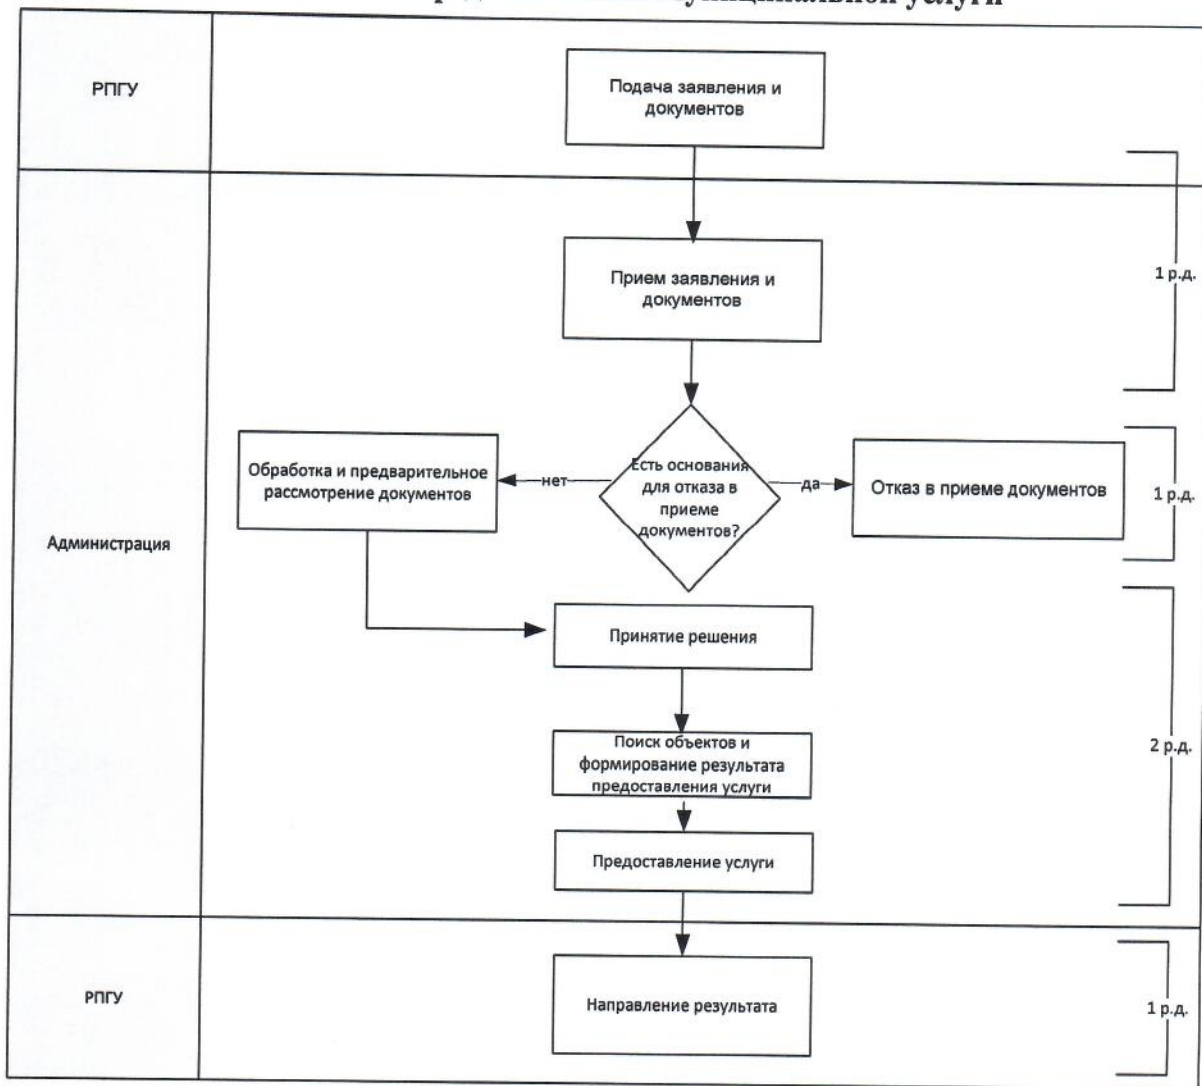 муниципальной услуги
РПГУ
Подача заявления и
документов
Прием заявления и
документов
1 р.д.
Администрация
Обработка и предварительное
рассмотрение документов
нет
Есть основания
для отказа в
приеме
документов?
да
Отказ в приеме документов
1 р.д.
Принятие решения
Поиск объектов и
формирование результата
предоставления услуги
2 р.д.
Предоставление услуги
РПГУ
Направление результата
1 р.д.